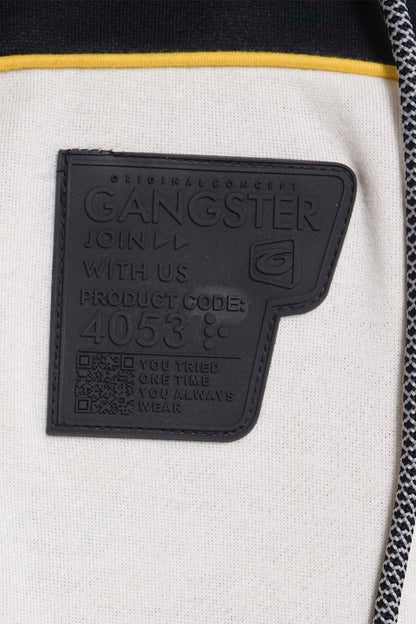 ORIGINAL CONCEPT
GANGSTER
JOIN
WITH US
G
PRODUCT CODE:
4053
YOU TRIED
ONE TIME
YOU ALWAYS
WEAR